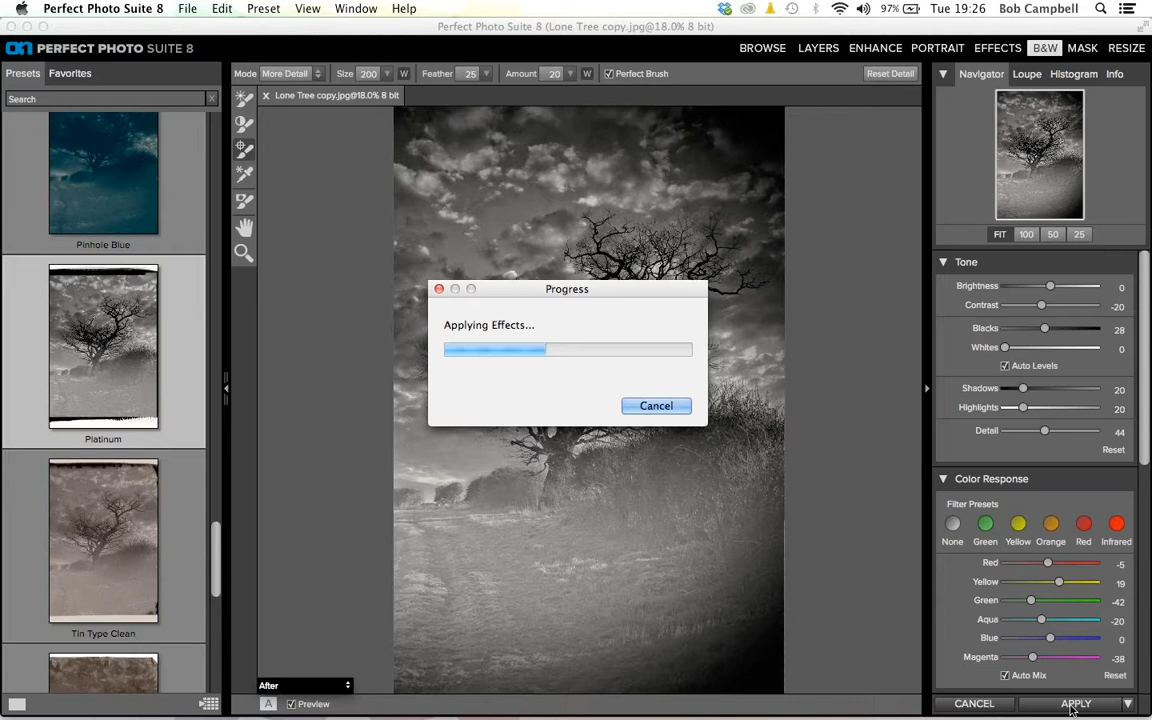 Perfect Photo Suite 8 File Edit Preset View Window Help 97% Tue 19:26 Bob Campbell
Perfect Photo Suite 8 (Lone Tree copy.jpg@18.0% 8 bit)
on PERFECT PHOTO SUITE 8 BROWSE LAYERS ENHANCE PORTRAIT EFFECTS B&W MASK RESIZE
Presets Favorites
Mode More Detail Size 200 W Feather 25 Amount 20 W Perfect Brush Reset Detail
Navigator Loupe Histogram Info
Search X
X Lone Tree copy.jpg@18.0% 8 bit
Pinhole Blue
Platinum
Tin Type Clean
Progress
Applying Effects...
Cancel
FIT 100 50 25
Tone
Brightness 0
Contrast -20
Blacks 28
Whites 0
Auto Levels
Shadows 20
Highlights 20
Detail 44
Reset
Color Response
Filter Presets
None Green Yellow Orange Red Infrared
Red -5
Yellow 19
Green -42
Aqua -20
Blue 0
Magenta -38
Auto Mix Reset
After
A Preview
CANCEL APPLY